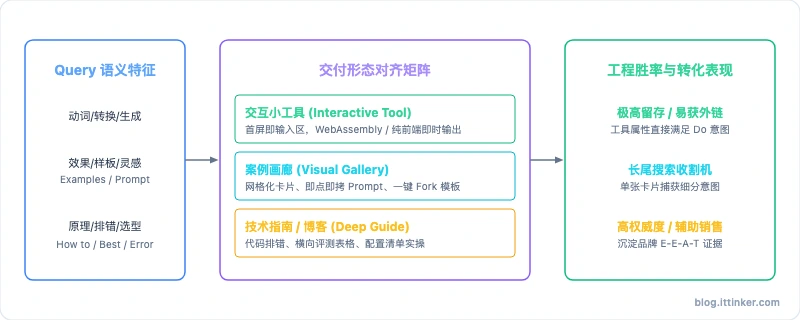 Query 语义特征
动词/转换/生成
效果/样板/灵感
Examples / Prompt
原理/排错/选型
How to / Best / Error
交付形态对齐矩阵
交互小工具 (Interactive Tool)
首屏即输入区，WebAssembly / 纯前端即时输出
案例画廊 (Visual Gallery)
网格化卡片、即点即拷 Prompt、一键 Fork 模板
技术指南 / 博客 (Deep Guide)
代码排错、横向评测表格、配置清单实操
工程胜率与转化表现
极高留存 / 易获外链
工具属性直接满足 Do 意图
长尾搜索收割机
单张卡片捕获细分意图
高权威度 / 辅助销售
沉淀品牌 E-E-A-T 证据
blog.ittinker.com